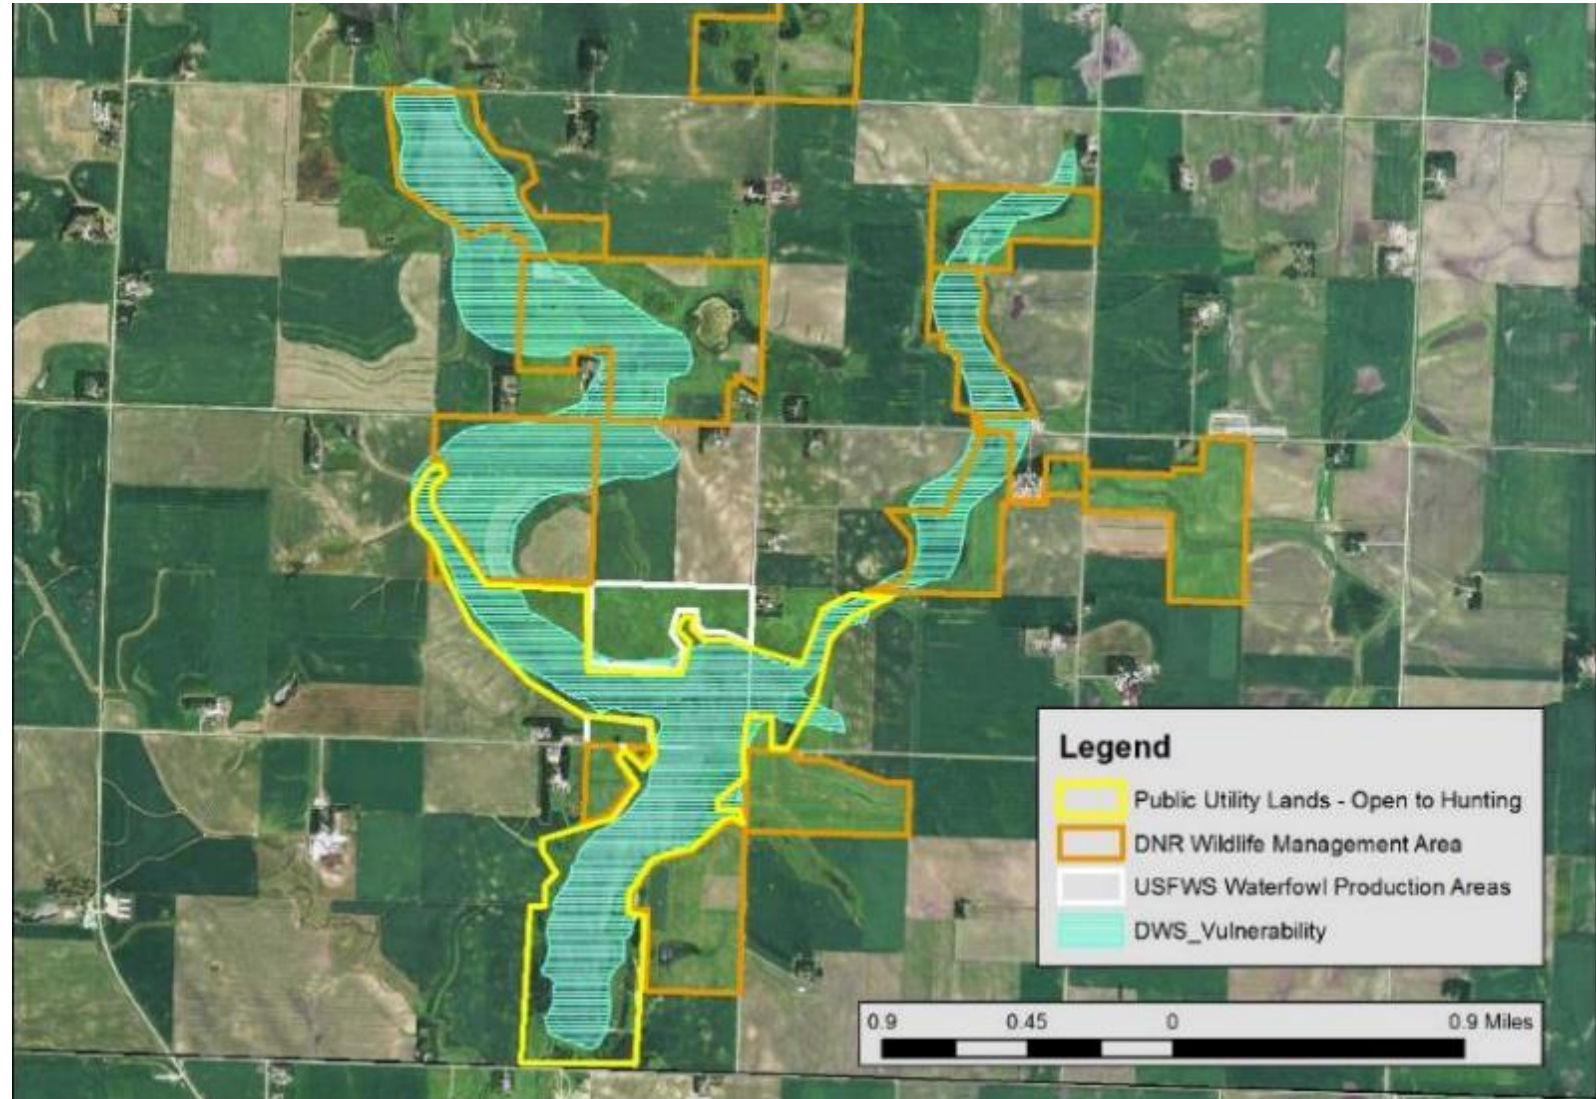 Legend
Public Utility Lands - Open to Hunting
DNR Wildlife Management Area
USFWS Waterfowl Production Areas
DWS_Vulnerability
0.9 0.45 0 0.9 Miles